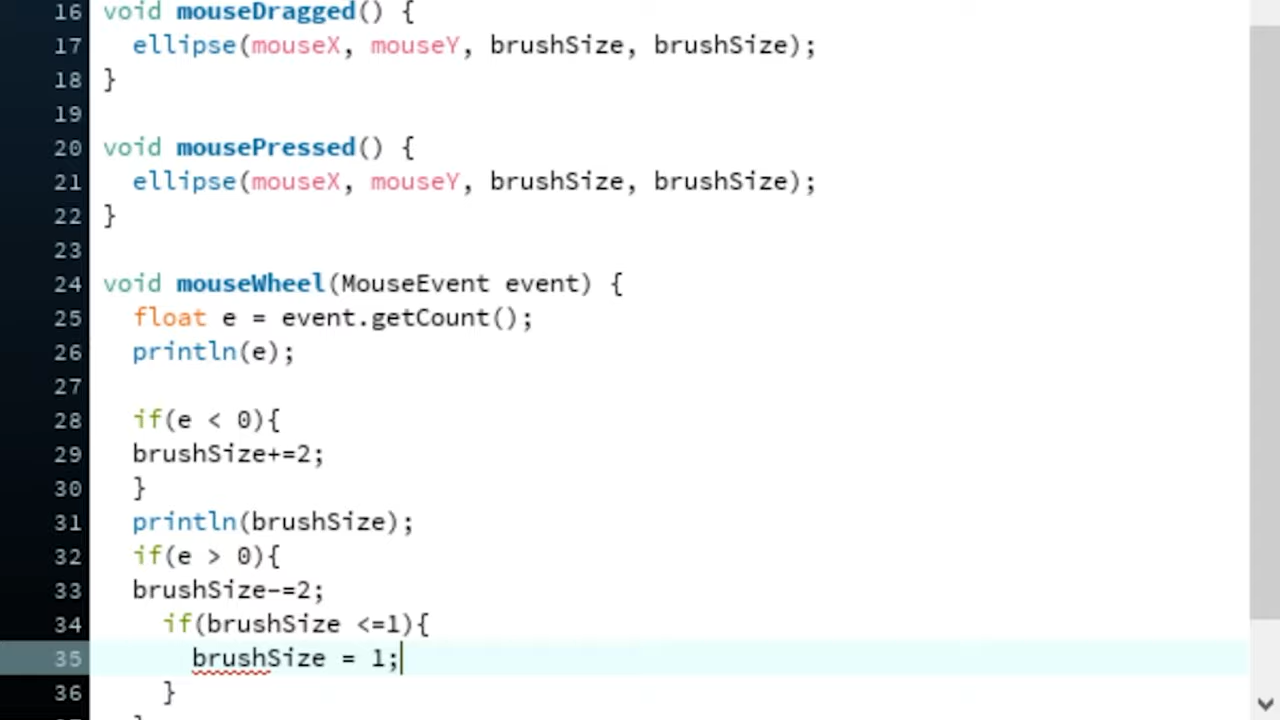 16 void mouseDragged() {
17   ellipse(mouseX, mouseY, brushSize, brushSize);
18 }
19
20 void mousePressed() {
21   ellipse(mouseX, mouseY, brushSize, brushSize);
22 }
23
24 void mouseWheel(MouseEvent event) {
25   float e = event.getCount();
26   println(e);
27
28   if(e < 0){
29   brushSize+=2;
30   }
31   println(brushSize);
32   if(e > 0){
33   brushSize-=2;
34     if(brushSize <=1){
35       brushSize = 1;
36     }